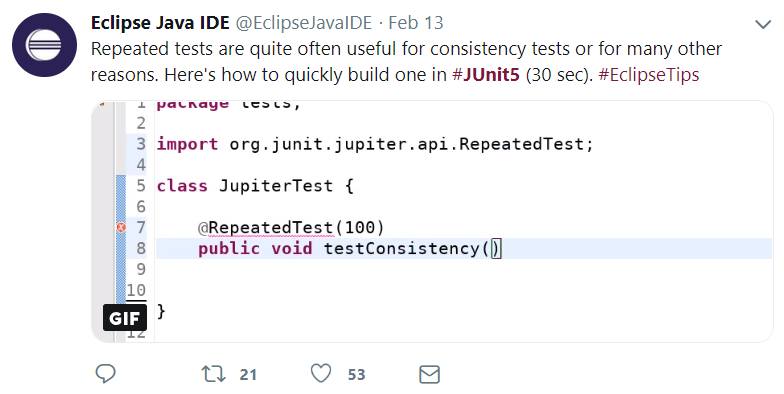 Eclipse Java IDE @EclipseJavaIDE · Feb 13
Repeated tests are quite often useful for consistency tests or for many other
reasons. Here's how to quickly build one in #JUnit5 (30 sec). #EclipseTips
1 package tests;
2
3 import org.junit.jupiter.api.RepeatedTest;
4
5 class JupiterTest {
6
7 @RepeatedTest(100)
8 public void testConsistency()
9
10
}
GIF
12
21 53